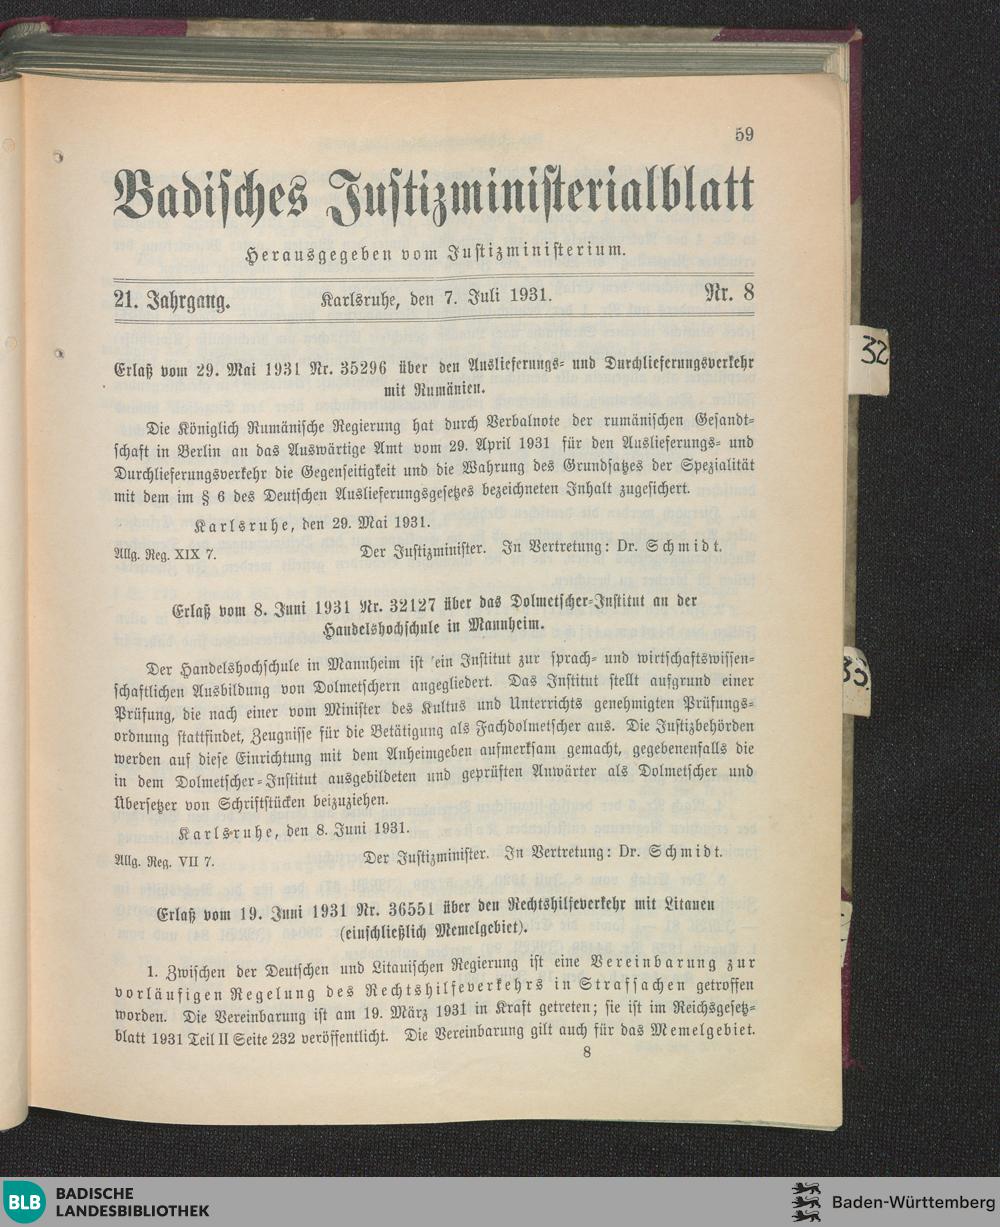 59
Badisches Justizministerialblatt
Herausgegeben vom Justizministerium.
21. Jahrgang. Karlsruhe, den 7. Juli 1931. Nr. 8
Erlaß vom 29. Mai 1931 Nr. 35296 über den Auslieferungs- und Durchlieferungsverkehr
mit Rumänien.
Die Königlich Rumänische Regierung hat durch Verbalnote der rumänischen Gesandt-
schaft in Berlin an das Auswärtige Amt vom 29. April 1931 für den Auslieferungs- und
Durchlieferungsverkehr die Gegenseitigkeit und die Wahrung des Grundsatzes der Spezialität
mit dem im § 6 des Deutschen Auslieferungsgesetzes bezeichneten Inhalt zugesichert.
Karlsruhe, den 29. Mai 1931.
Allg. Reg. XIX 7. Der Justizminister. In Vertretung: Dr. Schmidt.
Erlaß vom 8. Juni 1931 Nr. 32127 über das Dolmetscher-Institut an der
Handelshochschule in Mannheim.
Der Handelshochschule in Mannheim ist ein Institut zur sprach- und wirtschaftswissen-
schaftlichen Ausbildung von Dolmetschern angegliedert. Das Institut stellt aufgrund einer
Prüfung, die nach einer vom Minister des Kultus und Unterrichts genehmigten Prüfungs-
ordnung stattfindet, Zeugnisse für die Betätigung als Fachdolmetscher aus. Die Justizbehörden
werden auf diese Einrichtung mit dem Anheimgeben aufmerksam gemacht, gegebenenfalls die
in dem Dolmetscher-Institut ausgebildeten und geprüften Anwärter als Dolmetscher und
Übersetzer von Schriftstücken beizuziehen.
Karlsruhe, den 8. Juni 1931.
Allg. Reg. VII 7. Der Justizminister. In Vertretung: Dr. Schmidt.
Erlaß vom 19. Juni 1931 Nr. 36551 über den Rechtshilfeverkehr mit Litauen
(einschließlich Memelgebiet).
1. Zwischen der Deutschen und Litauischen Regierung ist eine Vereinbarung zur
vorläufigen Regelung des Rechtshilfeverkehrs in Strafsachen getroffen
worden. Die Vereinbarung ist am 19. März 1931 in Kraft getreten; sie ist im Reichsgesetz-
blatt 1931 Teil II Seite 232 veröffentlicht. Die Vereinbarung gilt auch für das Memelgebiet.
8
32
33
BLB BADISCHE
LANDESBIBLIOTHEK
Baden-Württemberg